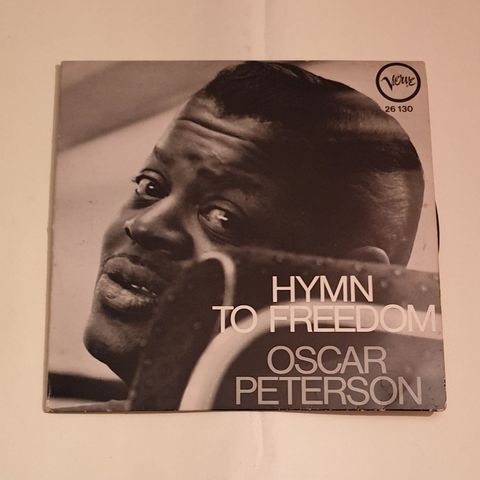 Verve
26 130
HYMN
TO FREEDOM
OSCAR
PETERSON